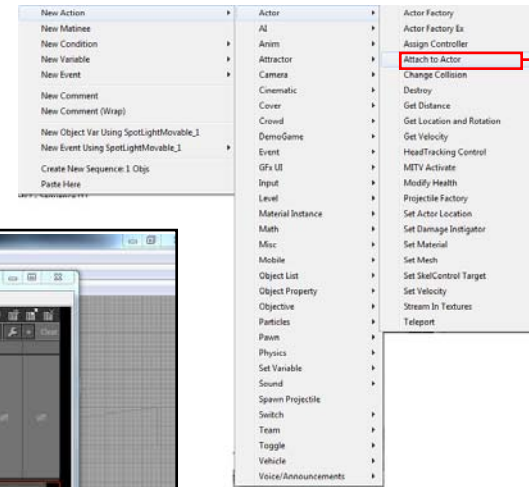 New Action
New Matinee
New Condition
New Variable
New Event
New Comment
New Comment (Wrap)
New Object Var Using SpotLightMovable_1
New Event Using SpotLightMovable_1
Create New Sequence: 1 Objs
Paste Here
Actor
AI
Anim
Attractor
Camera
Cinematic
Cover
Crowd
DemoGame
Event
GFx UI
Input
Level
Material Instance
Math
Misc
Mobile
Object List
Object Property
Objective
Particles
Pawn
Physics
Set Variable
Sound
Spawn Projectile
Switch
Team
Toggle
Vehicle
Voice/Announcements
Actor Factory
Actor Factory Ex
Assign Controller
Attach to Actor
Change Collision
Destroy
Get Distance
Get Location and Rotation
Get Velocity
HeadTracking Control
MITV Activate
Modify Health
Projectile Factory
Set Actor Location
Set Damage Instigator
Set Material
Set Mesh
Set SkelControl Target
Set Velocity
Stream In Textures
Teleport
Clear